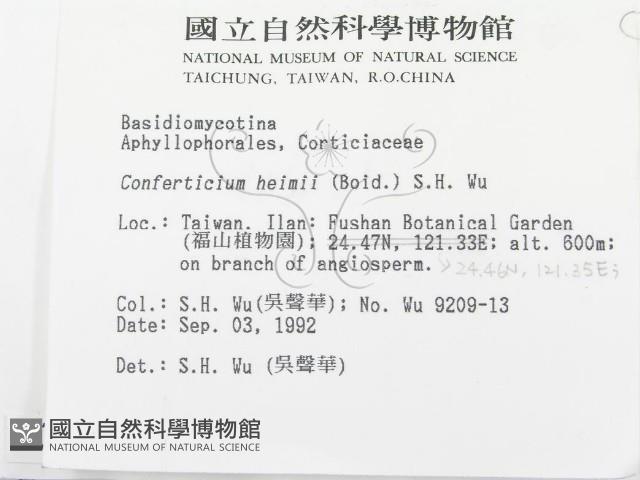 國立自然科學博物館
NATIONAL MUSEUM OF NATURAL SCIENCE
TAICHUNG, TAIWAN, R.O.CHINA
Basidiomycotina
Aphyllophorales, Corticiaceae
Conferticium heimii (Boid.) S.H. Wu
Loc.: Taiwan. Ilan: Fushan Botanical Garden
(福山植物園); 24.47N, 121.33E; alt. 600m;
on branch of angiosperm. 24.46N, 121.35E;
Col.: S.H. Wu(吳聲華); No. Wu 9209-13
Date: Sep. 03, 1992
Det.: S.H. Wu (吳聲華)
國立自然科學博物館
NATIONAL MUSEUM OF NATURAL SCIENCE